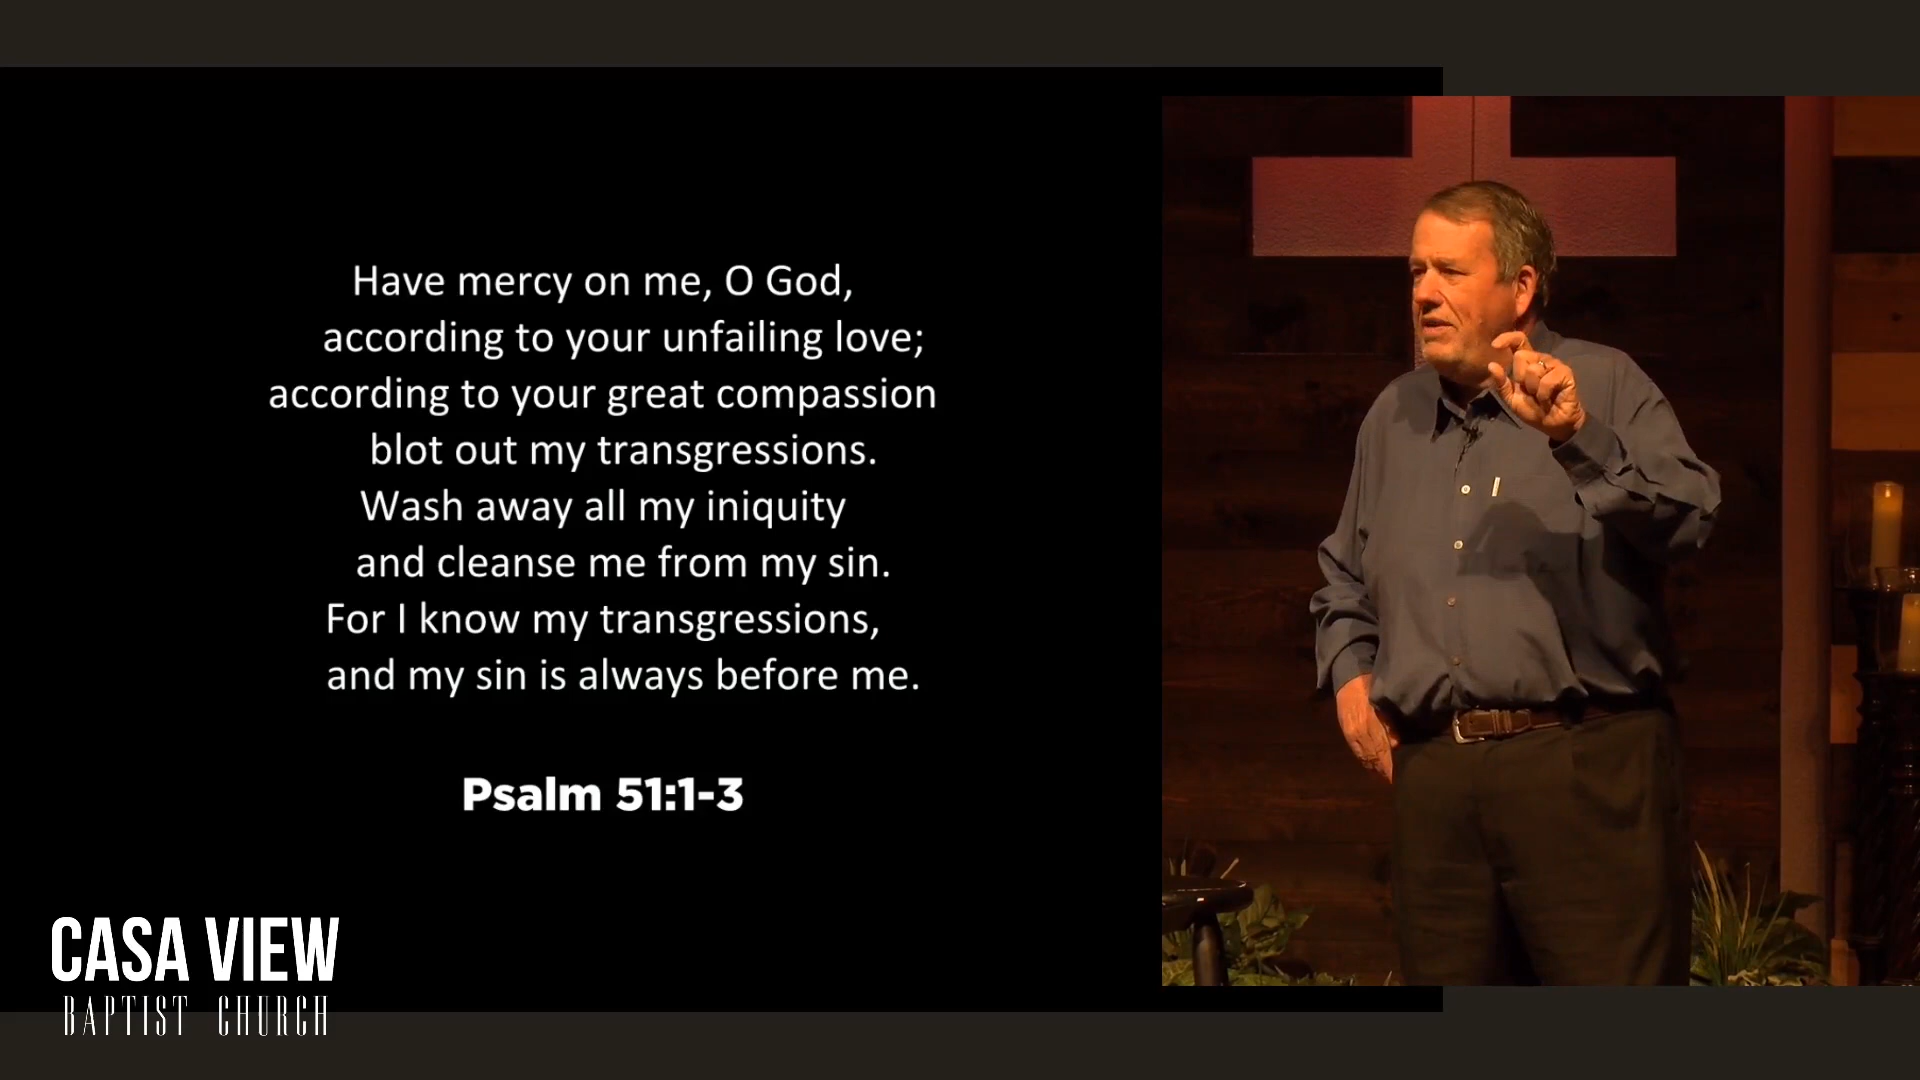 Have mercy on me, O God,
according to your unfailing love;
according to your great compassion
blot out my transgressions.
Wash away all my iniquity
and cleanse me from my sin.
For I know my transgressions,
and my sin is always before me.
Psalm 51:1-3
CASA VIEW
BAPTIST CHURCH